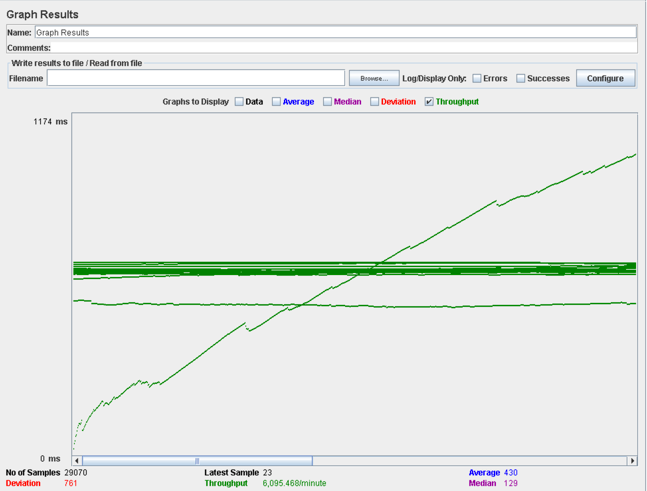 Graph Results
Name: Graph Results
Comments:
Write results to file / Read from file
Filename Browse... Log/Display Only: Errors Successes Configure
Graphs to Display Data Average Median Deviation Throughput
1174 ms
0 ms
No of Samples 29070 Latest Sample 23 Average 430
Deviation 761 Throughput 6,095.468/minute Median 129